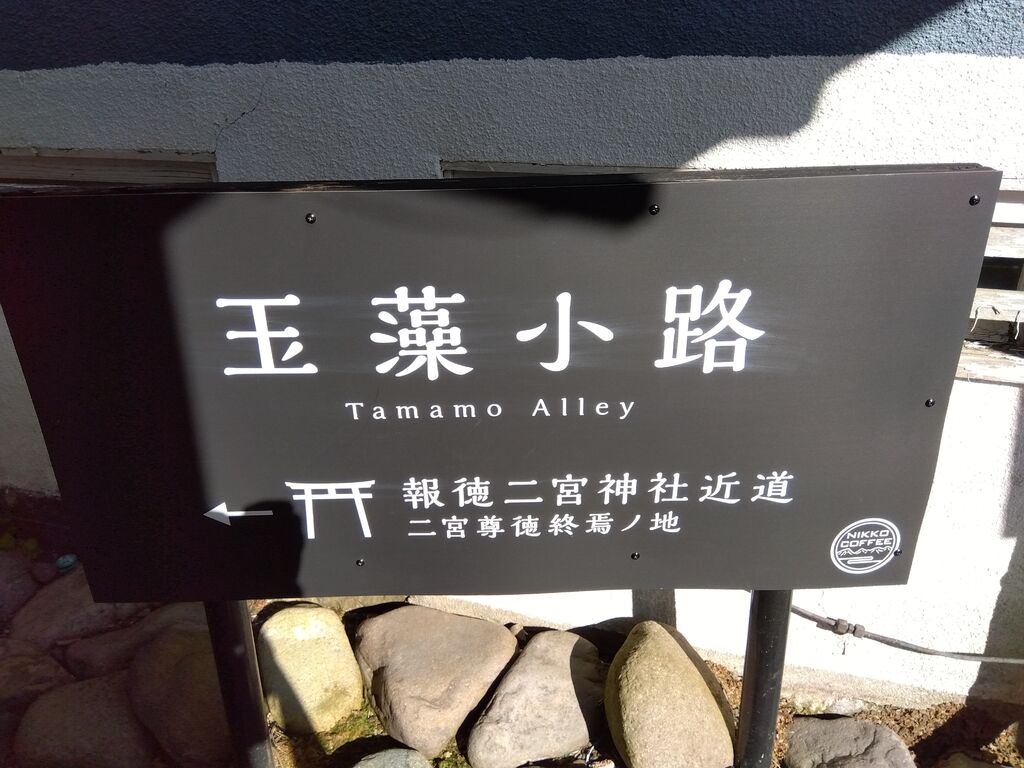 玉藻小路
Tamamo Alley
報徳二宮神社近道
二宮尊徳終焉ノ地
NIKKO
COFFEE